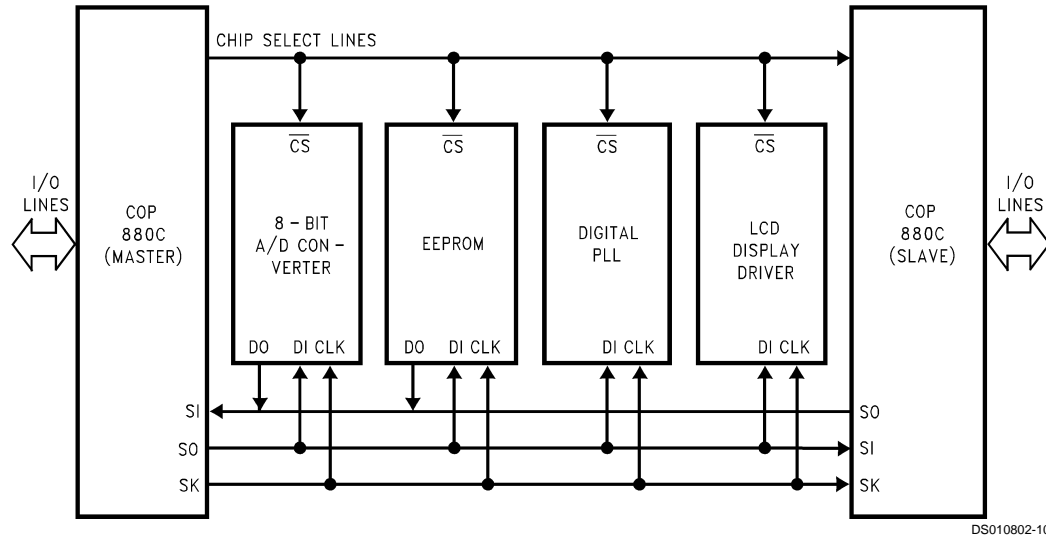 CHIP SELECT LINES
I/O
LINES
COP
880C
(MASTER)
CS
8 – BIT
A/D CON –
VERTER
DO DI CLK
CS
EEPROM
DO DI CLK
CS
DIGITAL
PLL
DI CLK
CS
LCD
DISPLAY
DRIVER
DI CLK
COP
880C
(SLAVE)
I/O
LINES
SI
SO
SK
SO
SI
SK
DS010802-10